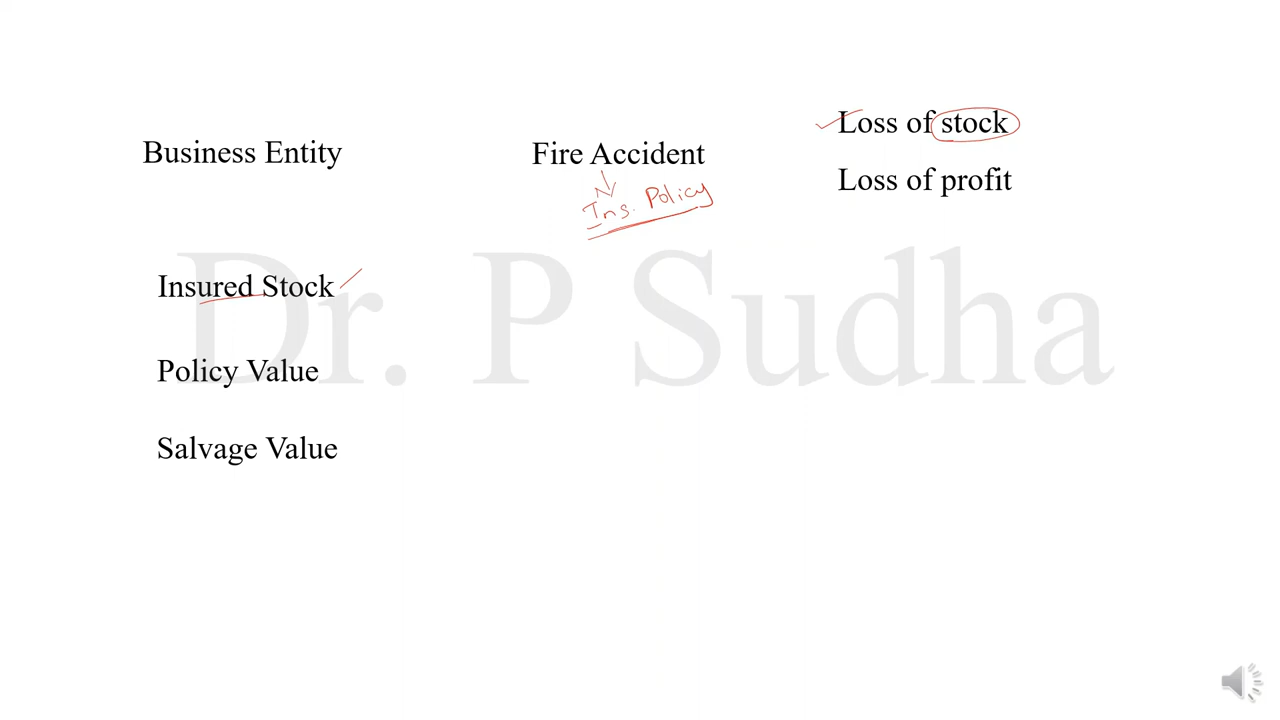 Business Entity
Fire Accident
Ins. Policy
Loss of stock
Loss of profit
Insured Stock
Policy Value
Salvage Value
Dr. P Sudha